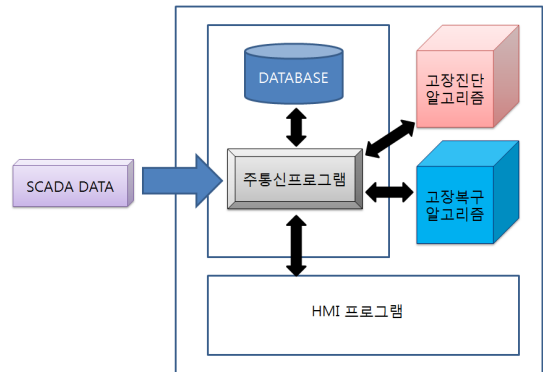 DATABASE
고장진단
알고리즘
주통신프로그램
SCADA DATA
고장복구
알고리즘
HMI 프로그램